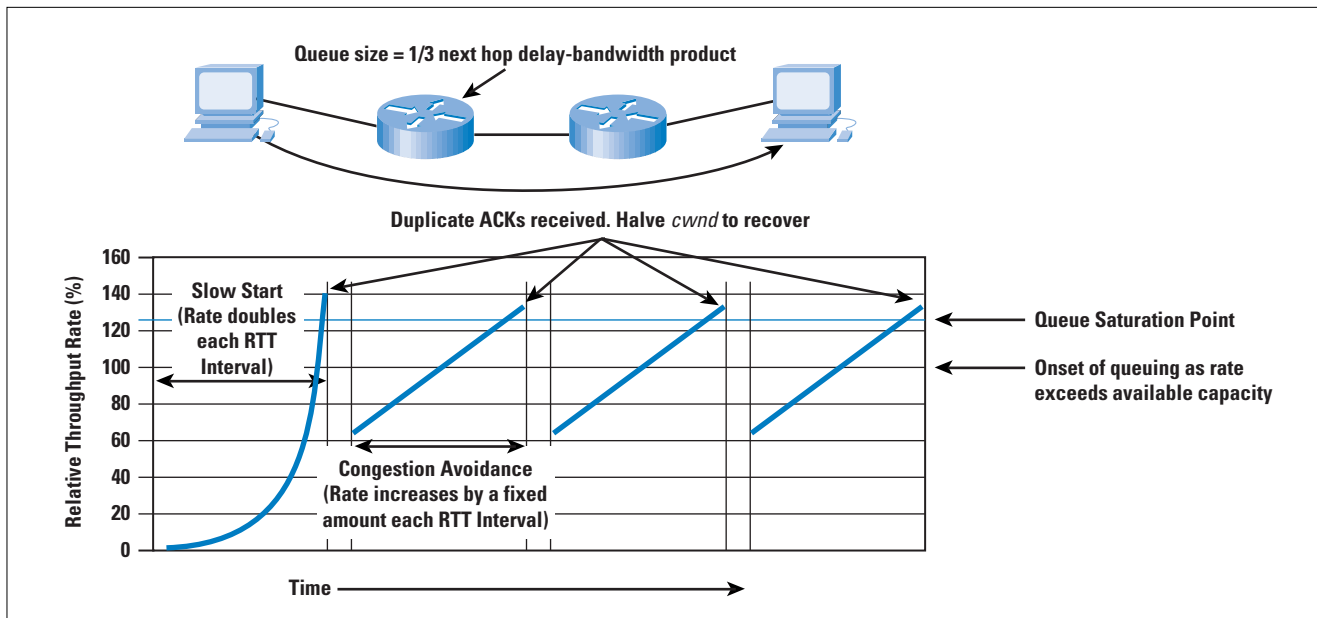 Queue size = 1/3 next hop delay-bandwidth product
Duplicate ACKs received. Halve cwnd to recover
160
140
120
100
80
60
40
20
0
Relative Throughput Rate (%)
Slow Start
(Rate doubles
each RTT
Interval)
Congestion Avoidance
(Rate increases by a fixed
amount each RTT Interval)
Queue Saturation Point
Onset of queuing as rate
exceeds available capacity
Time